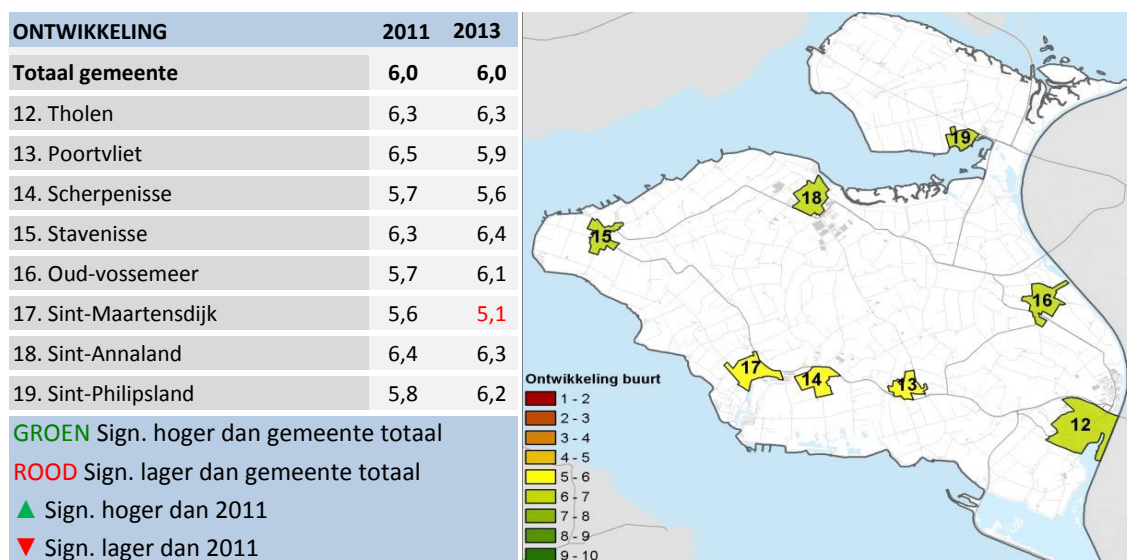 ONTWIKKELING 2011 2013
Totaal gemeente 6,0 6,0
12. Tholen 6,3 6,3
13. Poortvliet 6,5 5,9
14. Scherpenisse 5,7 5,6
15. Stavenisse 6,3 6,4
16. Oud-vossemeer 5,7 6,1
17. Sint-Maartensdijk 5,6 5,1
18. Sint-Annaland 6,4 6,3
19. Sint-Philipsland 5,8 6,2
GROEN Sign. hoger dan gemeente totaal
ROOD Sign. lager dan gemeente totaal
▲ Sign. hoger dan 2011
▼ Sign. lager dan 2011
19
18
15
16
17
14
13
12
Ontwikkeling buurt
1 - 2
2 - 3
3 - 4
4 - 5
5 - 6
6 - 7
7 - 8
8 - 9
9 - 10